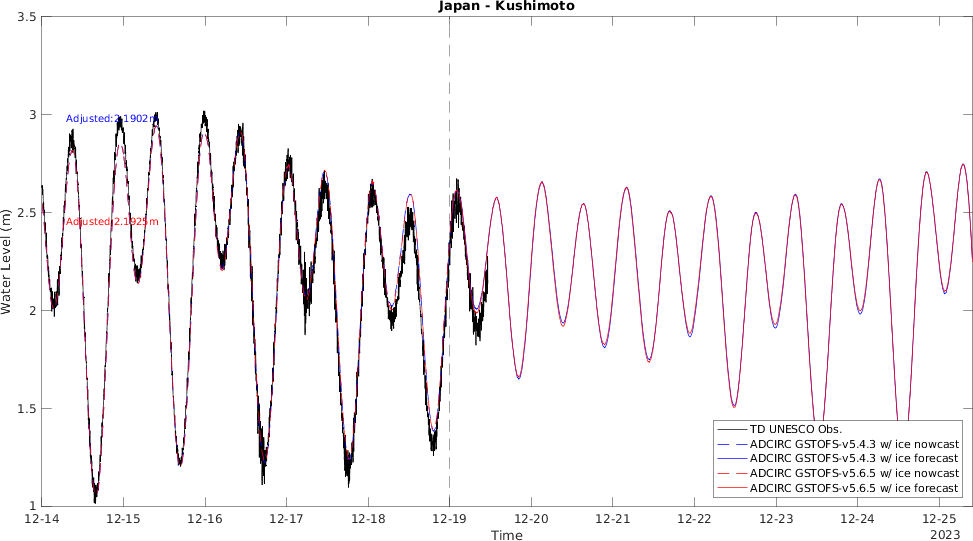 Japan - Kushimoto
Water Level (m)
3.5
3
2.5
2
1.5
1
Adjusted:2.1902m
Adjusted:2.1925m
TD UNESCO Obs.
ADCIRC GSTOFS-v5.4.3 w/ ice nowcast
ADCIRC GSTOFS-v5.4.3 w/ ice forecast
ADCIRC GSTOFS-v5.6.5 w/ ice nowcast
ADCIRC GSTOFS-v5.6.5 w/ ice forecast
12-14 12-15 12-16 12-17 12-18 12-19 12-20 12-21 12-22 12-23 12-24 12-25
Time
2023